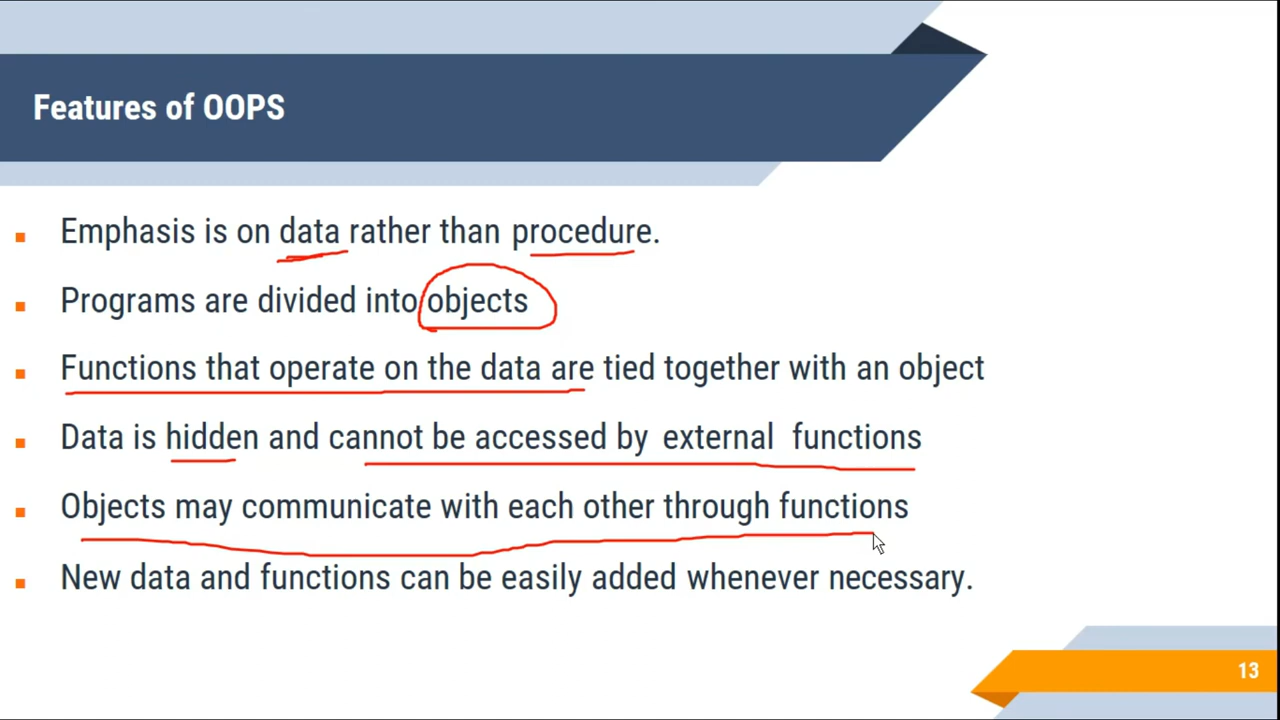 Features of OOPS
Emphasis is on data rather than procedure.
Programs are divided into objects
Functions that operate on the data are tied together with an object
Data is hidden and cannot be accessed by external functions
Objects may communicate with each other through functions
New data and functions can be easily added whenever necessary.
13